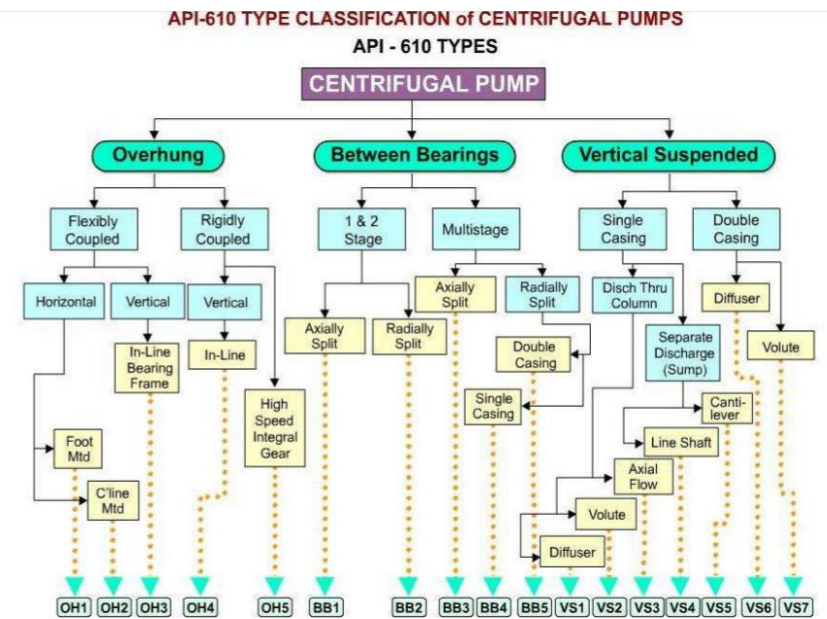 API-610 TYPE CLASSIFICATION of CENTRIFUGAL PUMPS
API - 610 TYPES
CENTRIFUGAL PUMP
Overhung
Between Bearings
Vertical Suspended
Flexibly
Coupled
Rigidly
Coupled
1 & 2
Stage
Multistage
Single
Casing
Double
Casing
Horizontal
Vertical
Vertical
Axially
Split
Radially
Split
Disch Thru
Column
Diffuser
Axially
Split
Radially
Split
In-Line
Bearing
Frame
In-Line
Double
Casing
Separate
Discharge
(Sump)
Volute
High
Speed
Integral
Gear
Single
Casing
Canti-
lever
Foot
Mtd
Line Shaft
C'line
Mtd
Axial
Flow
Volute
Diffuser
OH1 OH2 OH3 OH4 OH5 BB1 BB2 BB3 BB4 BB5 VS1 VS2 VS3 VS4 VS5 VS6 VS7